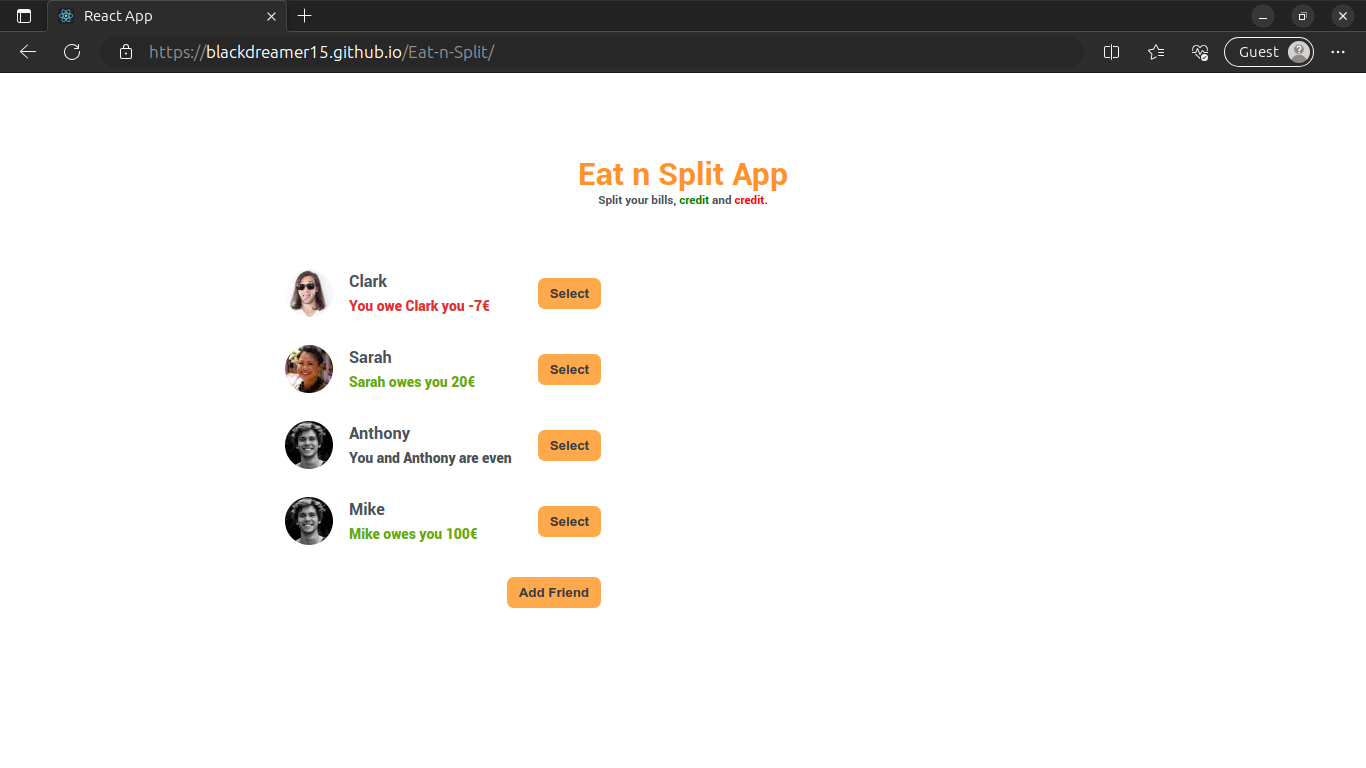 React App
https://blackdreamer15.github.io/Eat-n-Split/
Guest
Eat n Split App
Split your bills, credit and credit.
Clark
You owe Clark you -7€
Select
Sarah
Sarah owes you 20€
Select
Anthony
You and Anthony are even
Select
Mike
Mike owes you 100€
Select
Add Friend